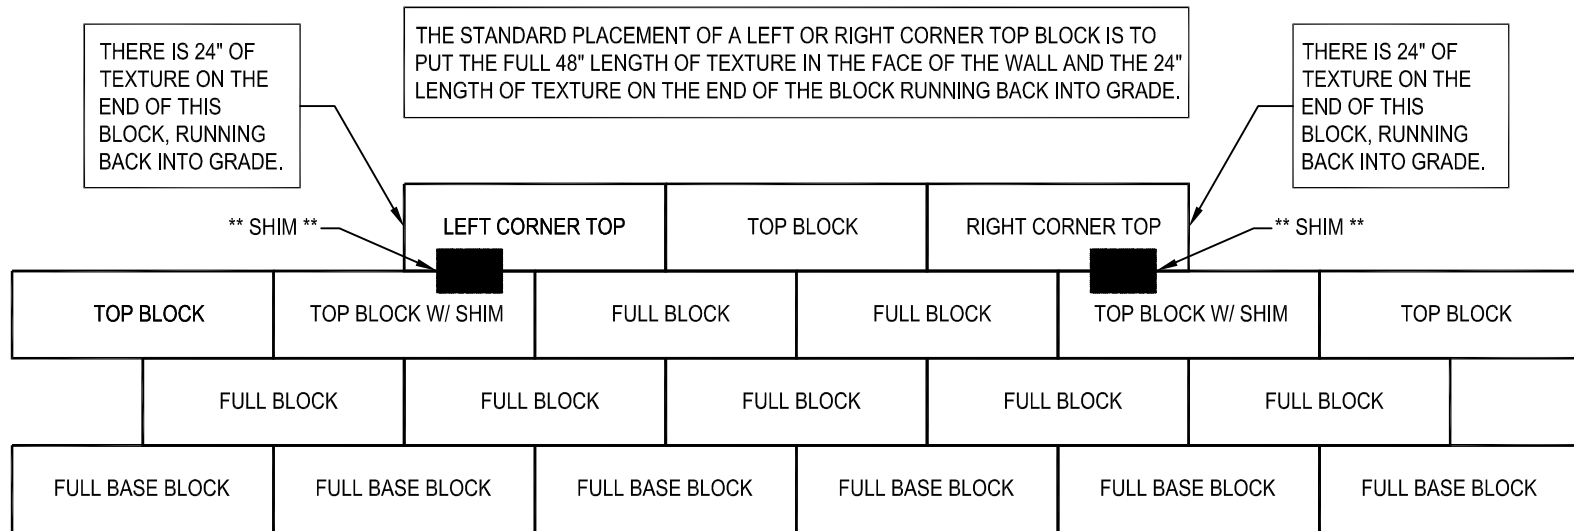 THERE IS 24" OF
TEXTURE ON THE
END OF THIS
BLOCK, RUNNING
BACK INTO GRADE.
THE STANDARD PLACEMENT OF A LEFT OR RIGHT CORNER TOP BLOCK IS TO
PUT THE FULL 48" LENGTH OF TEXTURE IN THE FACE OF THE WALL AND THE 24"
LENGTH OF TEXTURE ON THE END OF THE BLOCK RUNNING BACK INTO GRADE.
THERE IS 24" OF
TEXTURE ON THE
END OF THIS
BLOCK, RUNNING
BACK INTO GRADE.
** SHIM **
LEFT CORNER TOP
TOP BLOCK
RIGHT CORNER TOP
** SHIM **
TOP BLOCK
TOP BLOCK W/ SHIM
FULL BLOCK
FULL BLOCK
TOP BLOCK W/ SHIM
TOP BLOCK
FULL BLOCK
FULL BLOCK
FULL BLOCK
FULL BLOCK
FULL BLOCK
FULL BASE BLOCK
FULL BASE BLOCK
FULL BASE BLOCK
FULL BASE BLOCK
FULL BASE BLOCK
FULL BASE BLOCK